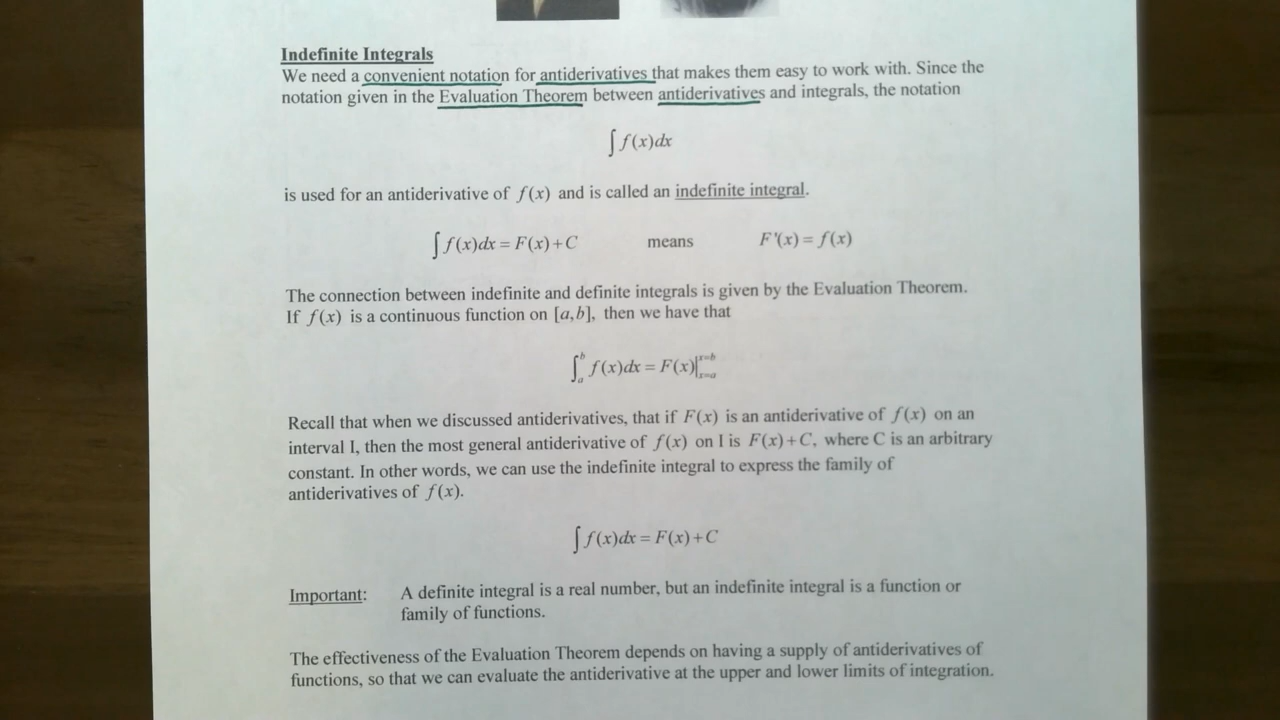 Indefinite Integrals
We need a convenient notation for antiderivatives that makes them easy to work with. Since the
notation given in the Evaluation Theorem between antiderivatives and integrals, the notation
∫ f(x)dx
is used for an antiderivative of f(x) and is called an indefinite integral.
∫ f(x)dx = F(x)+C means F'(x) = f(x)
The connection between indefinite and definite integrals is given by the Evaluation Theorem.
If f(x) is a continuous function on [a,b], then we have that
∫_a^b f(x)dx = F(x)|_{x=a}^{x=b}
Recall that when we discussed antiderivatives, that if F(x) is an antiderivative of f(x) on an
interval I, then the most general antiderivative of f(x) on I is F(x)+C, where C is an arbitrary
constant. In other words, we can use the indefinite integral to express the family of
antiderivatives of f(x).
∫ f(x)dx = F(x)+C
Important: A definite integral is a real number, but an indefinite integral is a function or
family of functions.
The effectiveness of the Evaluation Theorem depends on having a supply of antiderivatives of
functions, so that we can evaluate the antiderivative at the upper and lower limits of integration.